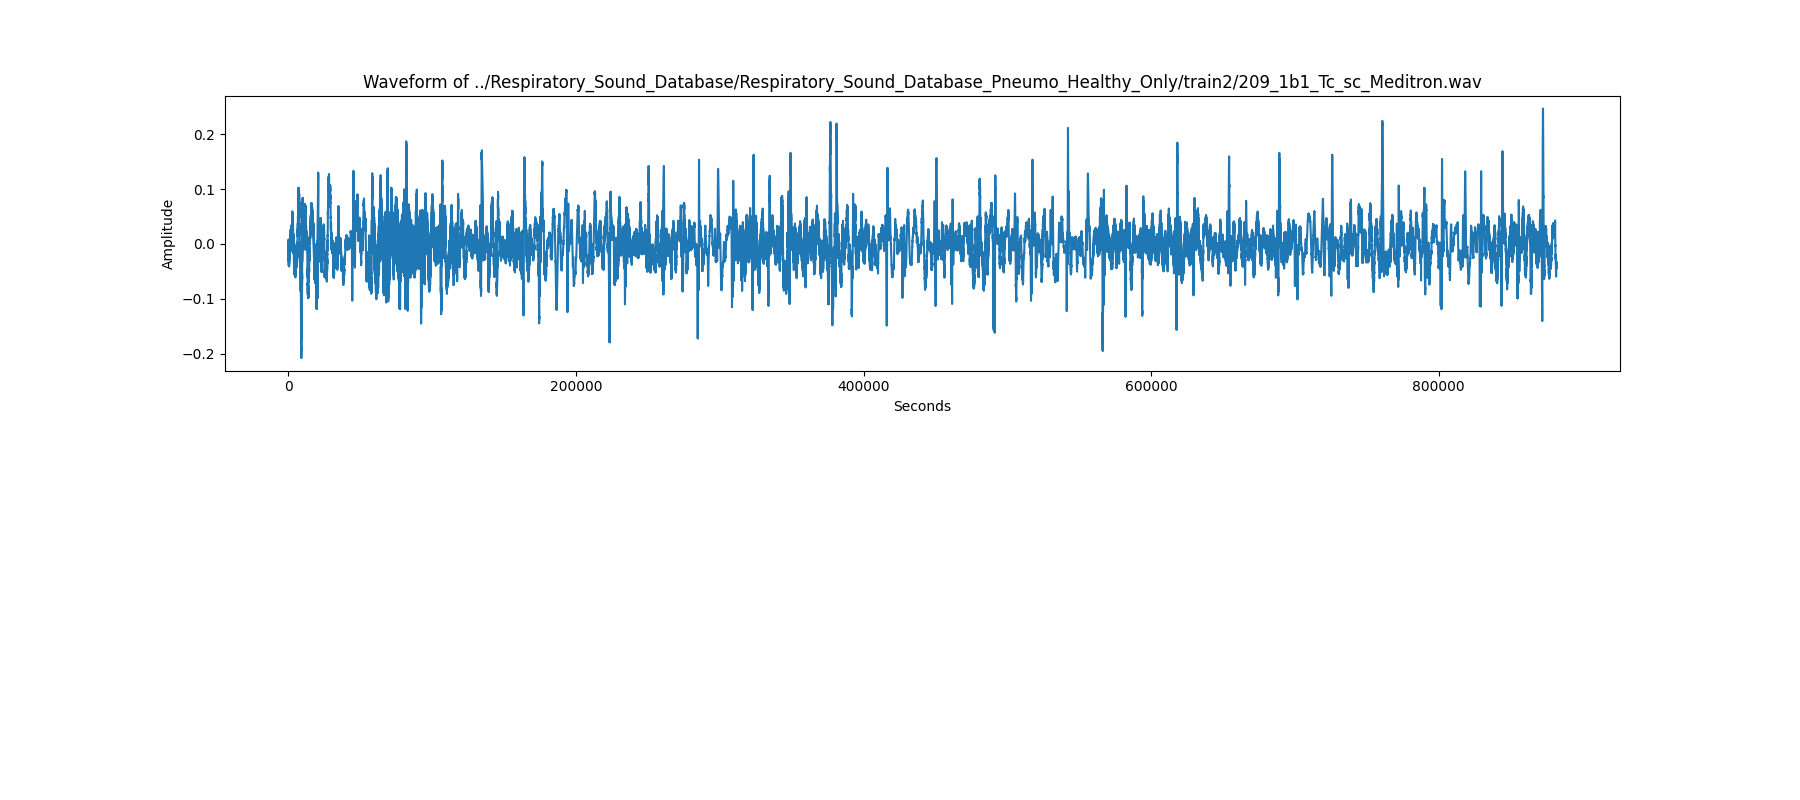 Waveform of ../Respiratory_Sound_Database/Respiratory_Sound_Database_Pneumo_Healthy_Only/train2/209_1b1_Tc_sc_Meditron.wav
Amplitude
0.2
0.1
0.0
−0.1
−0.2
0 200000 400000 600000 800000
Seconds